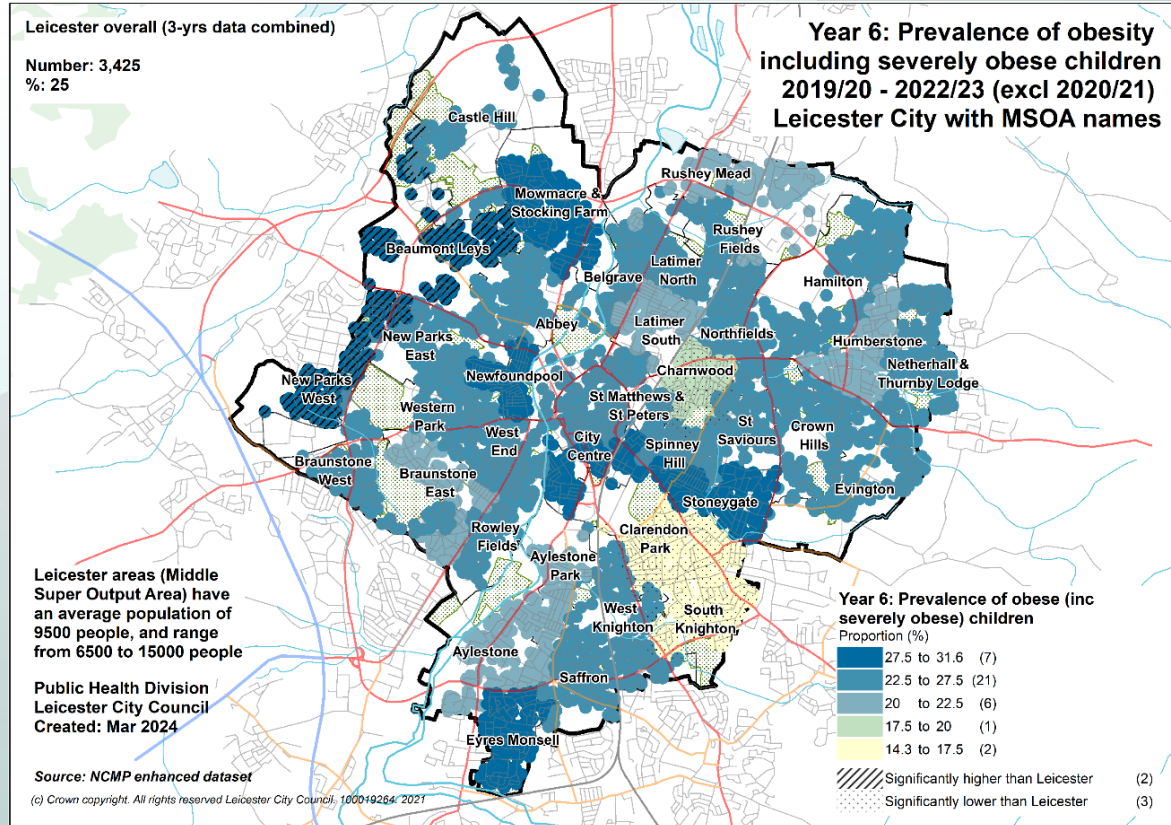 Leicester overall (3-yrs data combined)
Number: 3,425
%: 25
Year 6: Prevalence of obesity
including severely obese children
2019/20 - 2022/23 (excl 2020/21)
Leicester City with MSOA names
Castle Hill
Rushey Mead
Mowmacre &
Stocking Farm
Rushey
Fields
Beaumont Leys
Latimer
North
Belgrave
Hamilton
Abbey
Latimer
South
Northfields
New Parks
East
Humberstone
Charnwood
Netherhall &
Thurnby Lodge
Newfoundpool
New Parks
West
St Matthews &
St Peters
Western
Park
St
Saviours
Crown
Hills
West
End
City
Centre
Spinney
Hill
Braunstone
West
Braunstone
East
Evington
Stoneygate
Rowley
Fields
Clarendon
Park
Aylestone
Park
West
Knighton
South
Knighton
Aylestone
Saffron
Eyres Monsell
Leicester areas (Middle
Super Output Area) have
an average population of
9500 people, and range
from 6500 to 15000 people
Public Health Division
Leicester City Council
Created: Mar 2024
Source: NCMP enhanced dataset
(c) Crown copyright. All rights reserved Leicester City Council. 100019264. 2021
Year 6: Prevalence of obese (inc
severely obese) children
Proportion (%)
27.5 to 31.6 (7)
22.5 to 27.5 (21)
20 to 22.5 (6)
17.5 to 20 (1)
14.3 to 17.5 (2)
Significantly higher than Leicester (2)
Significantly lower than Leicester (3)